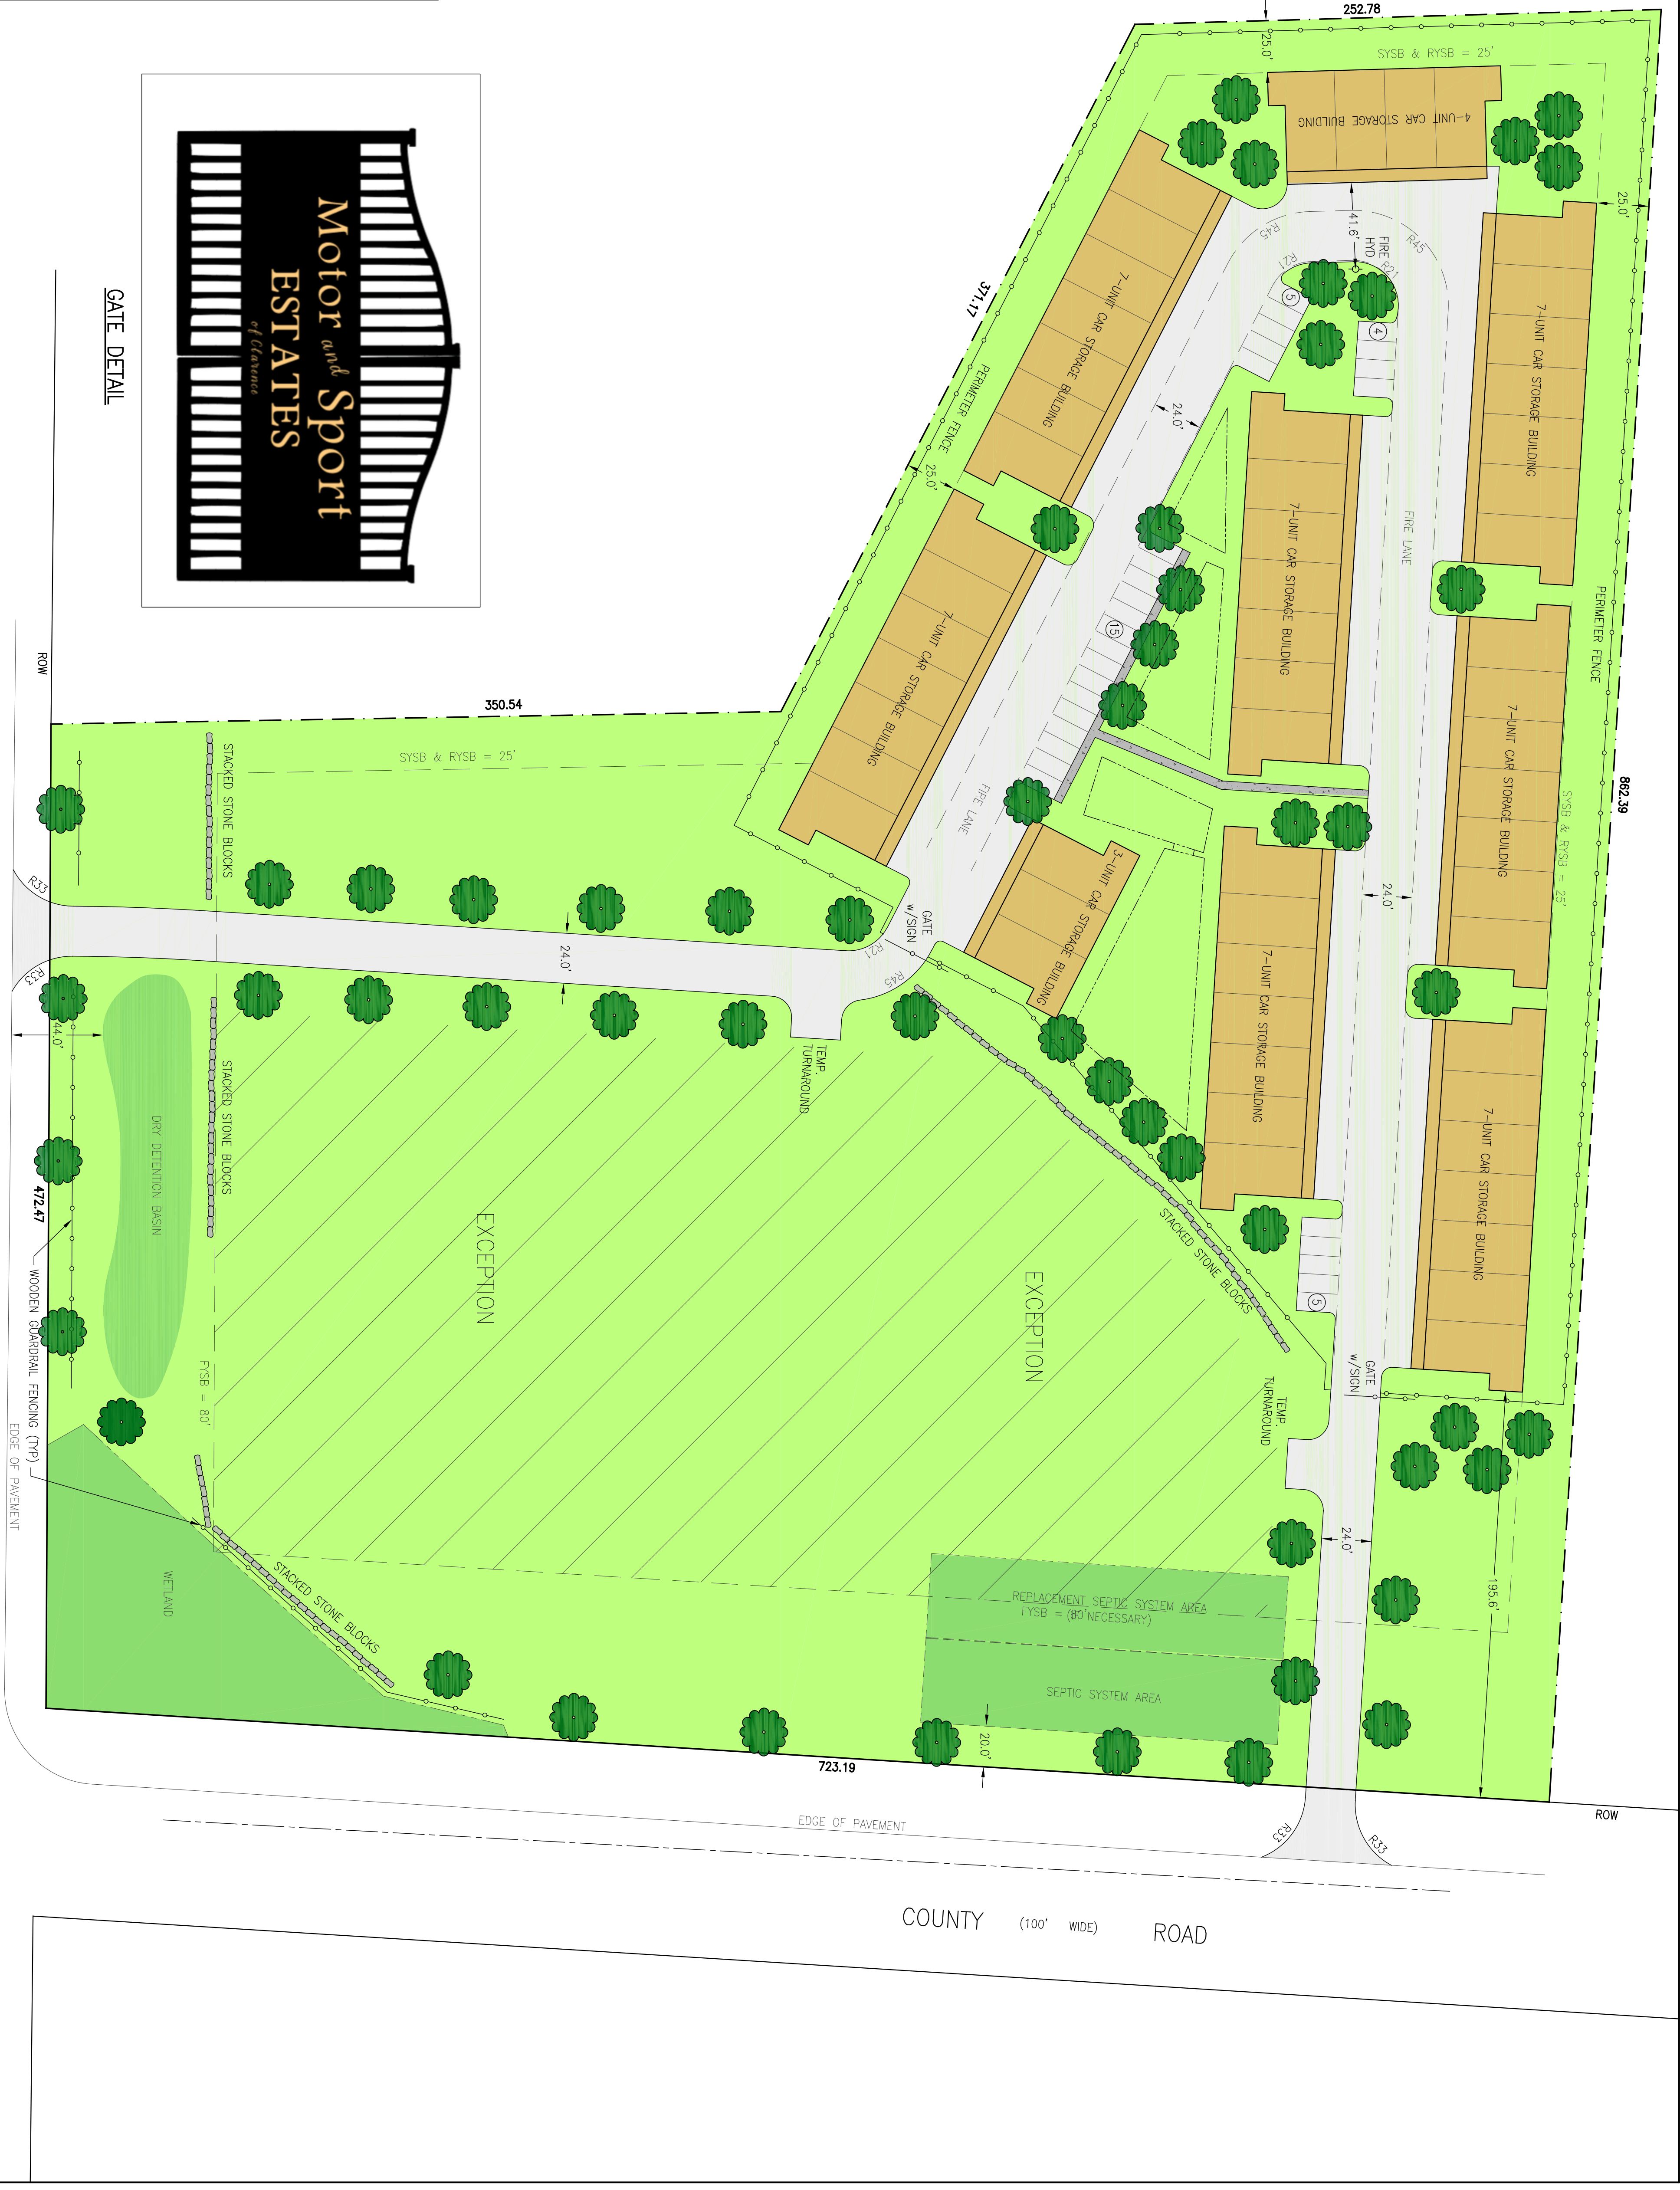 252.78
25.0'
SYSB & RYSB = 25'
4-UNIT CAR STORAGE BUILDING
25.0'
41.6'
FIRE
HYD
R45
R45
R21
R21
5
4
7-UNIT CAR STORAGE BUILDING
7-UNIT CAR STORAGE BUILDING
371.17
PERIMETER FENCE
24.0'
25.0'
FIRE LANE
7-UNIT CAR STORAGE BUILDING
PERIMETER FENCE
15
862.39
SYSB & RYSB = 25'
7-UNIT CAR STORAGE BUILDING
7-UNIT CAR STORAGE BUILDING
FIRE LANE
3-UNIT CAR STORAGE BUILDING
24.0'
7-UNIT CAR STORAGE BUILDING
7-UNIT CAR STORAGE BUILDING
GATE
w/SIGN
R21
R45
TEMP.
TURNAROUND
Motor and Sport
ESTATES
of Clarence
GATE DETAIL
ROW
350.54
SYSB & RYSB = 25'
STACKED STONE BLOCKS
R33
R33
24.0'
44.0'
STACKED STONE BLOCKS
DRY DETENTION BASIN
472.47
WOODEN GUARDRAIL FENCING (TYP)
EDGE OF PAVEMENT
FYSB = 80'
EXCEPTION
EXCEPTION
STACKED STONE BLOCKS
5
GATE
w/SIGN
TEMP.
TURNAROUND
24.0'
195.6'
WETLAND
STACKED STONE BLOCKS
REPLACEMENT SEPTIC SYSTEM AREA
(IF NECESSARY)
FYSB = 80'
SEPTIC SYSTEM AREA
20.0'
723.19
ROW
EDGE OF PAVEMENT
R33
R33
COUNTY (100' WIDE) ROAD